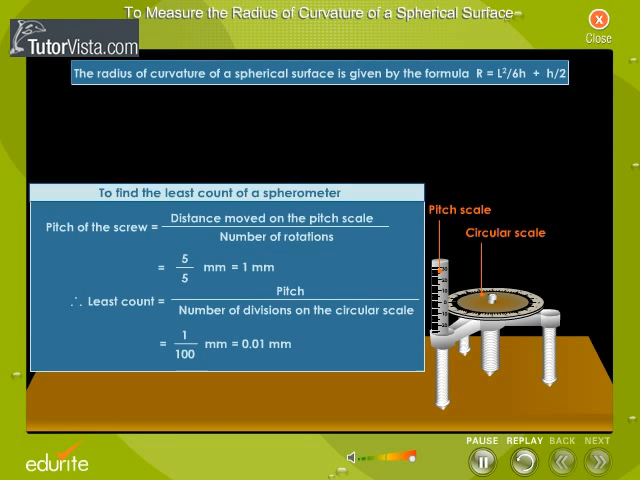 To Measure the Radius of Curvature of a Spherical Surface
TutorVista.com
Close
The radius of curvature of a spherical surface is given by the formula R = L²/6h + h/2
To find the least count of a spherometer
Pitch of the screw = Distance moved on the pitch scale
Number of rotations
= 5
5 mm = 1 mm
∴ Least count = Pitch
Number of divisions on the circular scale
= 1
100 mm = 0.01 mm
Pitch scale
Circular scale
PAUSE REPLAY BACK NEXT
edurite